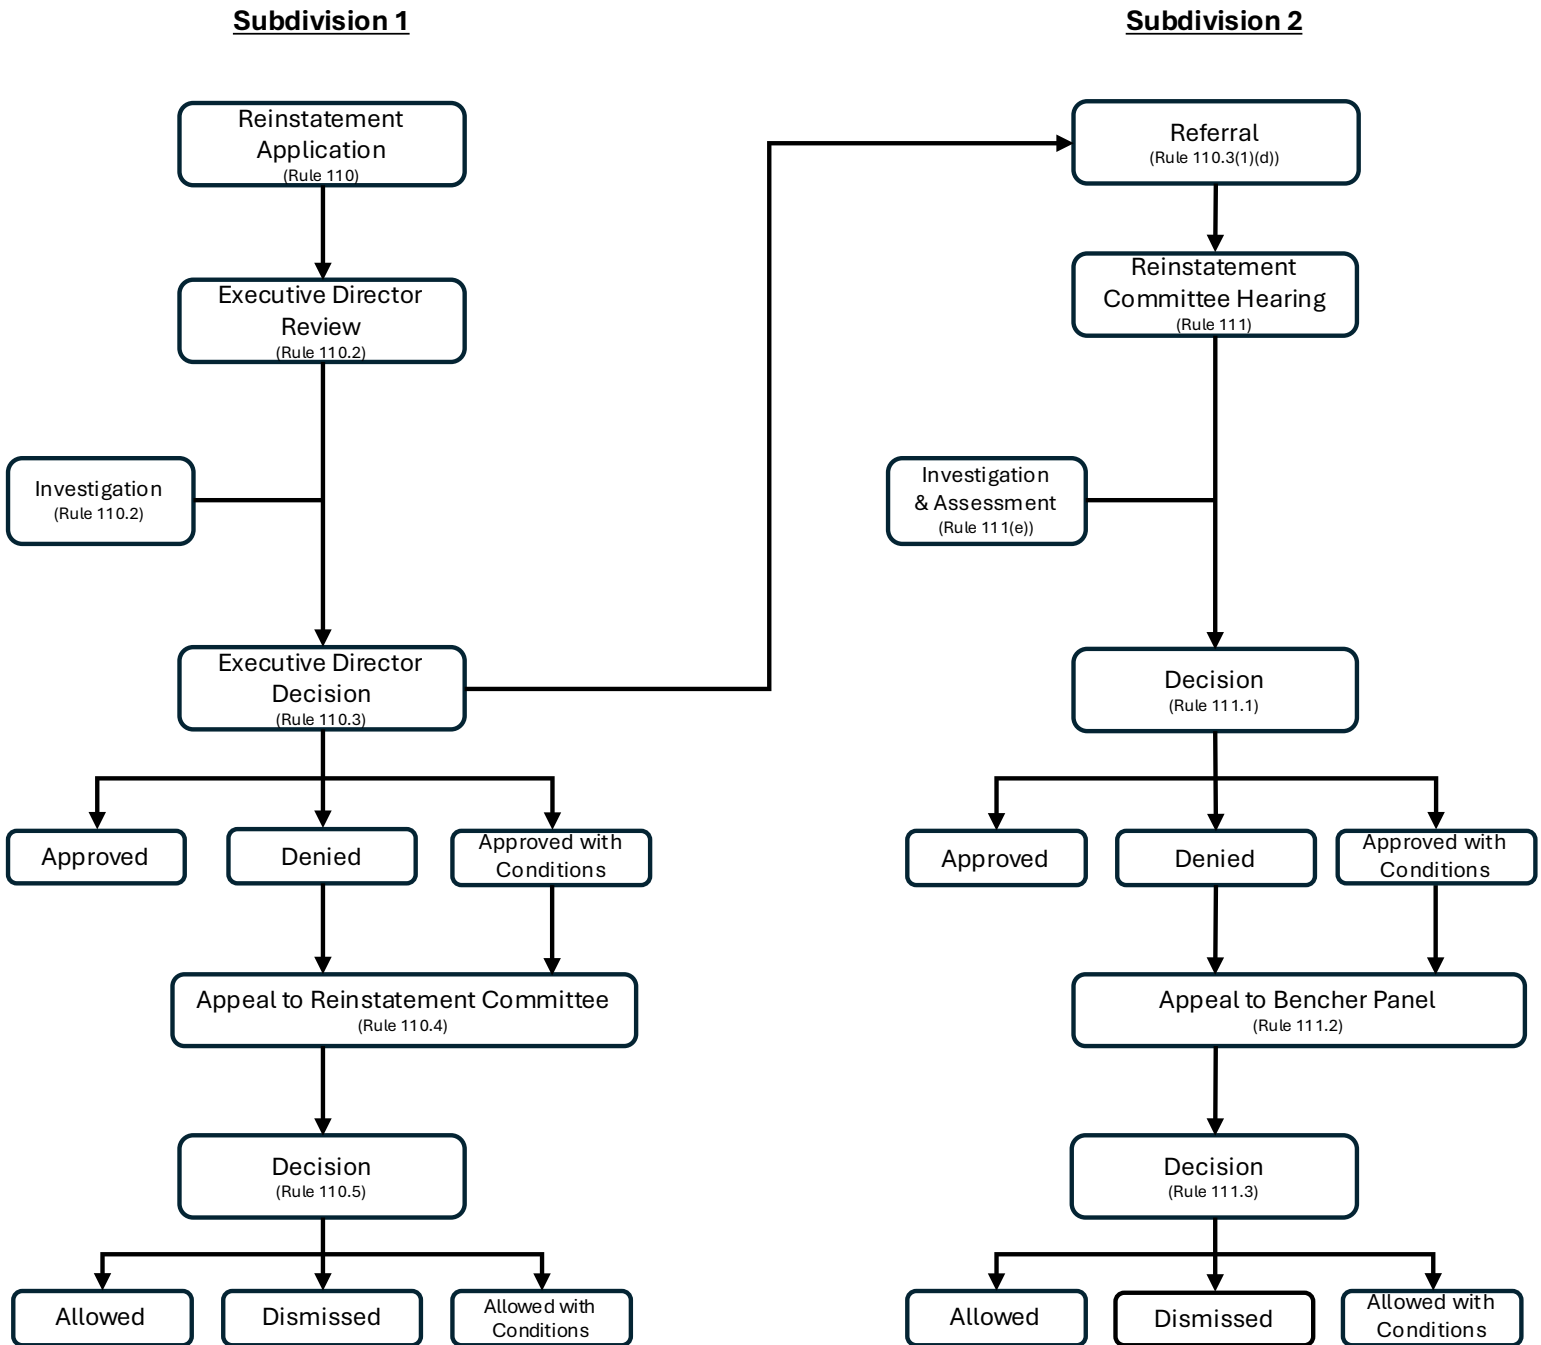 Subdivision 1
Reinstatement
Application
(Rule 110)
Executive Director
Review
(Rule 110.2)
Investigation
(Rule 110.2)
Executive Director
Decision
(Rule 110.3)
Approved
Denied
Approved with
Conditions
Appeal to Reinstatement Committee
(Rule 110.4)
Decision
(Rule 110.5)
Allowed
Dismissed
Allowed with
Conditions
Subdivision 2
Referral
(Rule 110.3(1)(d))
Reinstatement
Committee Hearing
(Rule 111)
Investigation
& Assessment
(Rule 111(e))
Decision
(Rule 111.1)
Approved
Denied
Approved with
Conditions
Appeal to Bencher Panel
(Rule 111.2)
Decision
(Rule 111.3)
Allowed
Dismissed
Allowed with
Conditions